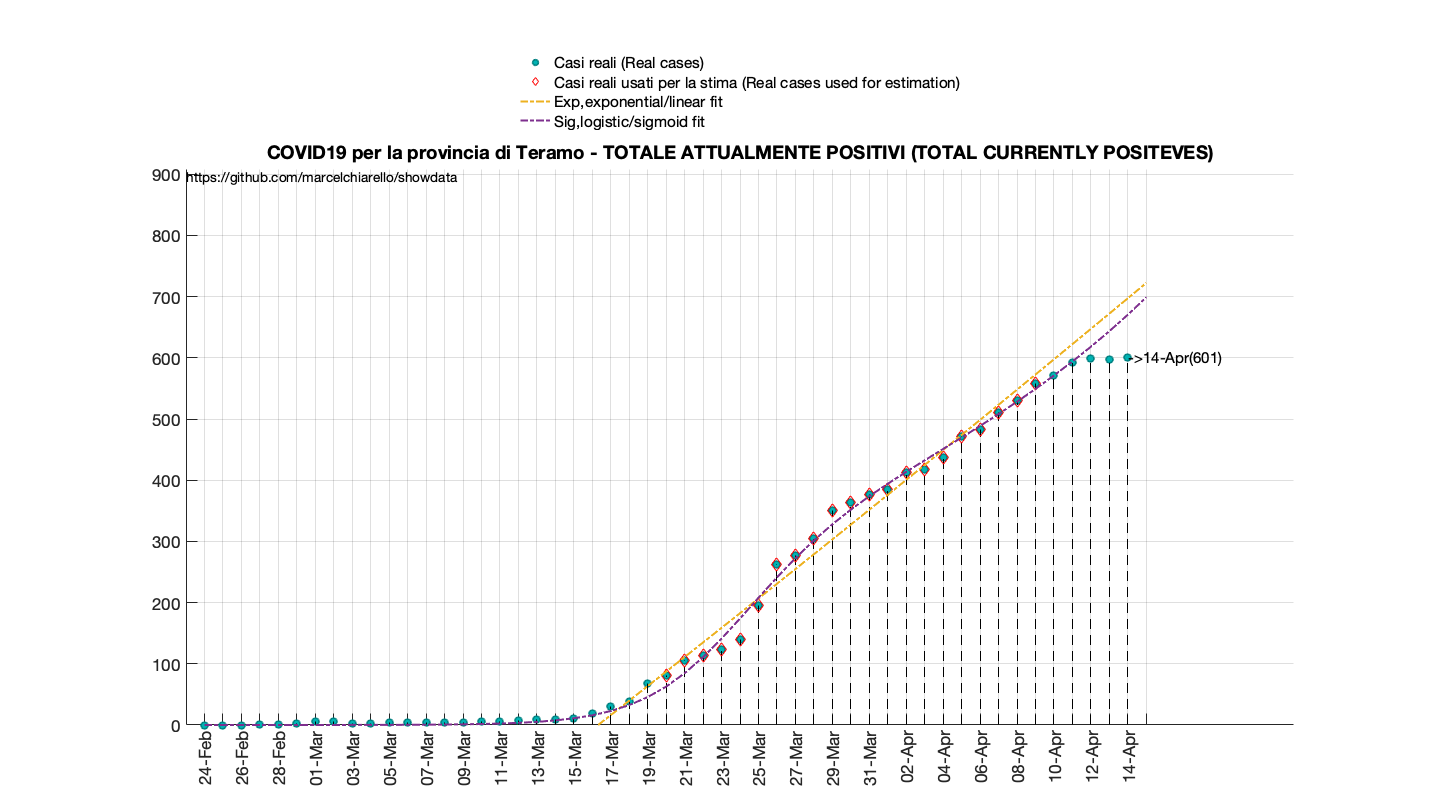 Casi reali (Real cases)
Casi reali usati per la stima (Real cases used for estimation)
Exp,exponential/linear fit
Sig,logistic/sigmoid fit
COVID19 per la provincia di Teramo - TOTALE ATTUALMENTE POSITIVI (TOTAL CURRENTLY POSITEVES)
https://github.com/marcelchiarello/showdata
900
800
700
600
500
400
300
200
100
0
->14-Apr(601)
24-Feb
26-Feb
28-Feb
01-Mar
03-Mar
05-Mar
07-Mar
09-Mar
11-Mar
13-Mar
15-Mar
17-Mar
19-Mar
21-Mar
23-Mar
25-Mar
27-Mar
29-Mar
31-Mar
02-Apr
04-Apr
06-Apr
08-Apr
10-Apr
12-Apr
14-Apr